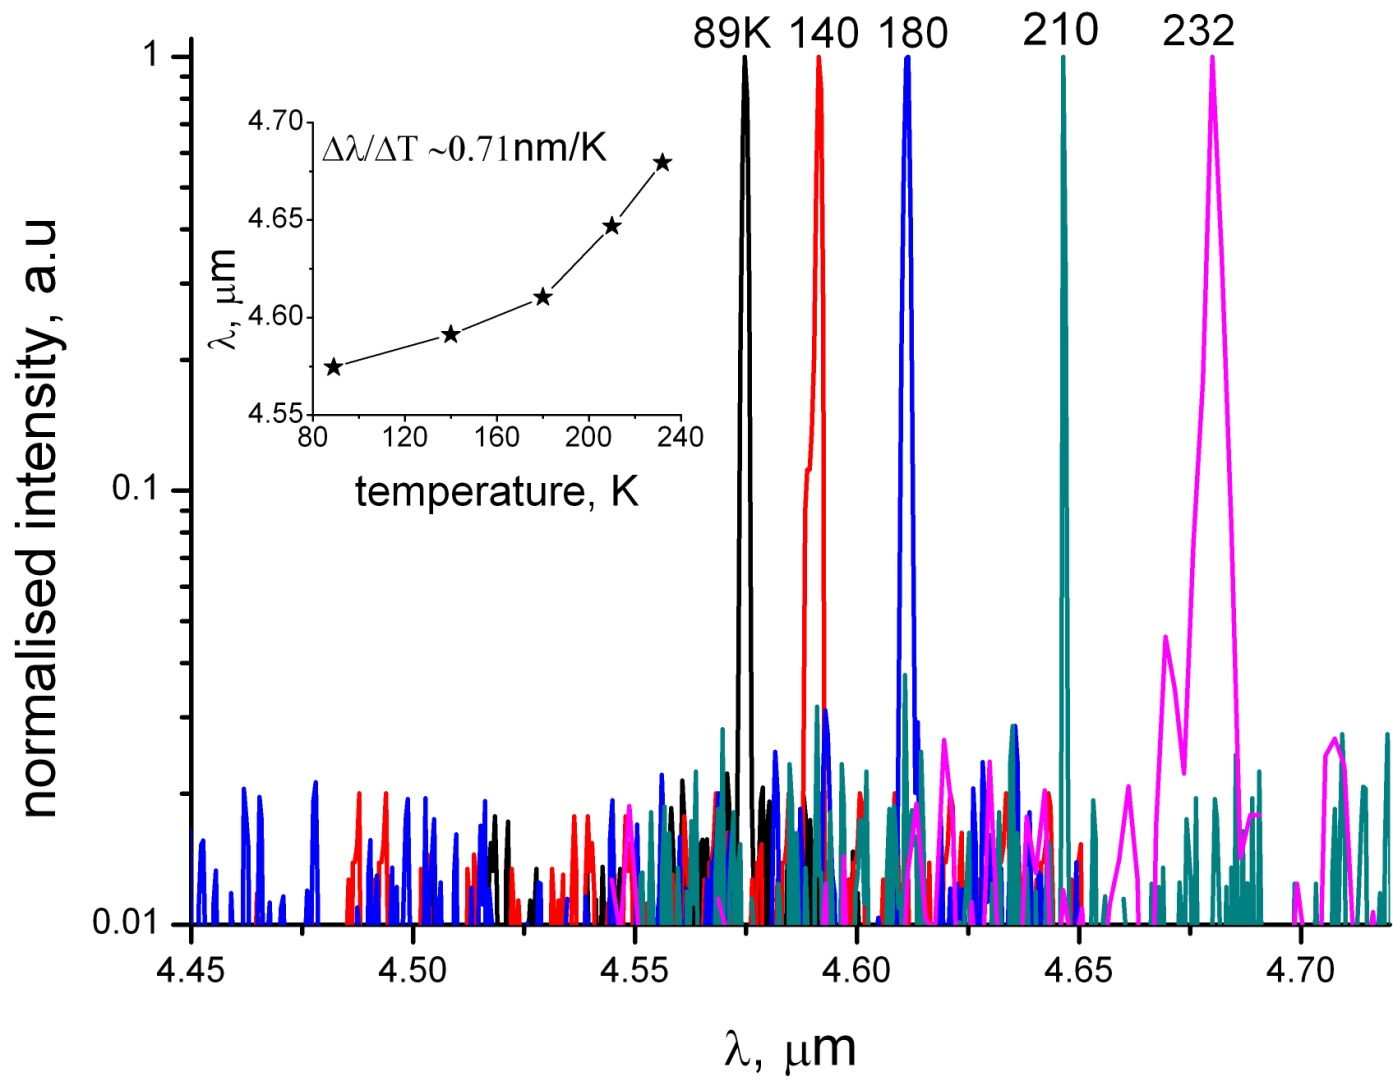 89K 140 180 210 232
1
0.1
0.01
normalised intensity, a.u
4.70
4.65
4.60
4.55
λ, μm
Δλ/ΔT ~0.71nm/K
80 120 160 200 240
temperature, K
4.45 4.50 4.55 4.60 4.65 4.70
λ, μm